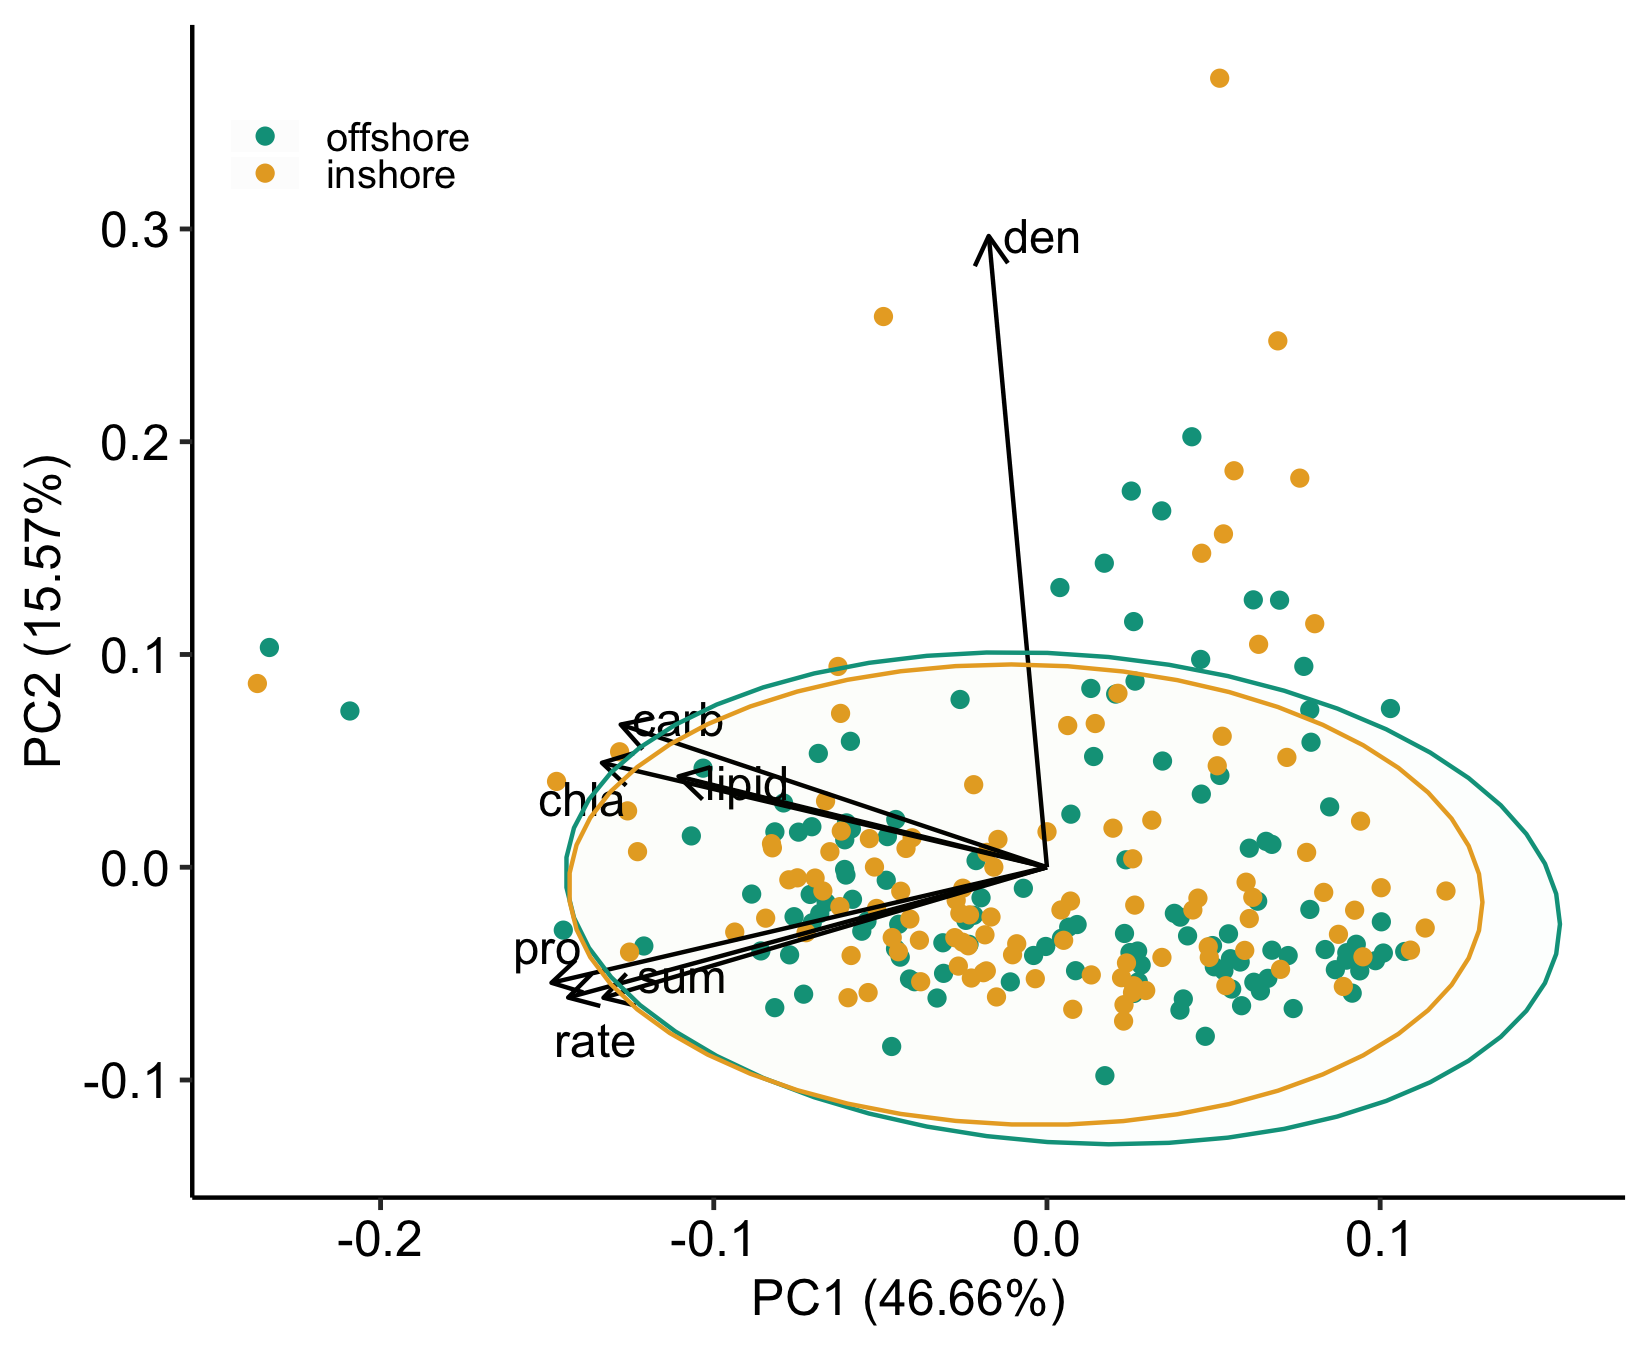 offshore
inshore
den
carb
lipid
chla
pro
sum
rate
0.3
0.2
0.1
0.0
-0.1
PC2 (15.57%)
-0.2
-0.1
0.0
0.1
PC1 (46.66%)